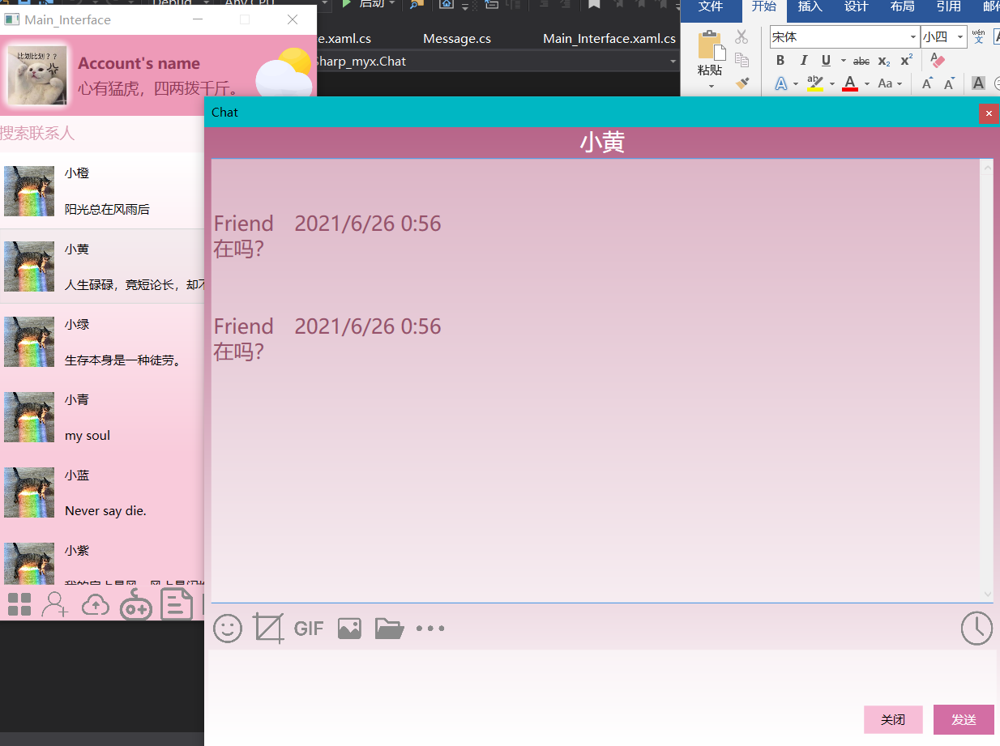 Debug
Any CPU
启动
Main_Interface
文件
开始
插入
设计
布局
引用
邮件
e.xaml.cs
Message.cs
Main_Interface.xaml.cs
宋体
小四
wén
文
比划比划？？
Account's name
心有猛虎，四两拨千斤。
harp_myx.Chat
粘贴
B I U abc x₂ x²
A aby A Aa A A A
搜索联系人
Chat
小黄
小橙
阳光总在风雨后
小黄
人生碌碌，竞短论长，却不
小绿
生存本身是一种徒劳。
小青
my soul
小蓝
Never say die.
小紫
Friend 2021/6/26 0:56
在吗?
Friend 2021/6/26 0:56
在吗?
GIF
关闭
发送